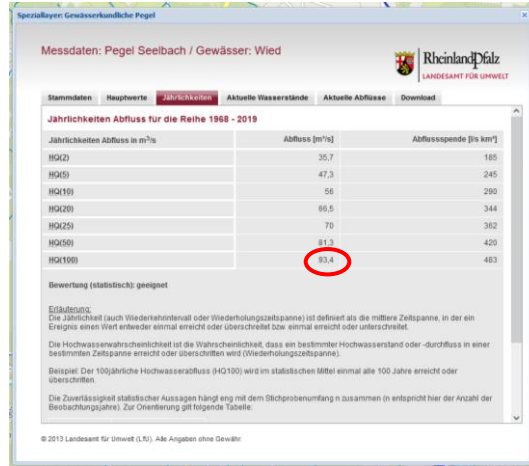 Speziallayer: Gewässerkundliche Pegel
Messdaten: Pegel Seelbach / Gewässer: Wied
RheinlandPfalz
LANDESAMT FÜR UMWELT
Stammdaten Hauptwerte Jährlichkeiten Aktuelle Wasserstände Aktuelle Abflüsse Download
Jährlichkeiten Abfluss für die Reihe 1968 - 2019
Jährlichkeiten Abfluss in m³/s Abfluss [m³/s] Abflussspende [l/s km²]
HQ(2) 35,7 185
HQ(5) 47,3 245
HQ(10) 56 290
HQ(20) 66,5 344
HQ(25) 70 362
HQ(50) 81,3 420
HQ(100) 93,4 483
Bewertung (statistisch): geeignet
Erläuterung:
Die Jährlichkeit (auch Wiederkehrintervall oder Wiederholungszeitspanne) ist definiert als die mittlere Zeitspanne, in der ein
Ereignis einen Wert entweder einmal erreicht oder überschreitet bzw. einmal erreicht oder unterschreitet.
Die Hochwasserwahrscheinlichkeit ist die Wahrscheinlichkeit, dass ein bestimmter Hochwasserstand oder -durchfluss in einer
bestimmten Zeitspanne erreicht oder überschritten wird (Wiederholungszeitspanne).
Beispiel: Der 100jährliche Hochwasserabfluss (HQ100) wird im statistischen Mittel einmal alle 100 Jahre erreicht oder
überschritten.
Die Zuverlässigkeit statistischer Aussagen hängt eng mit dem Stichprobenumfang n zusammen (n entspricht hier der Anzahl der
Beobachtungsjahre). Zur Orientierung gilt folgende Tabelle:
© 2013 Landesamt für Umwelt (LfU). Alle Angaben ohne Gewähr.